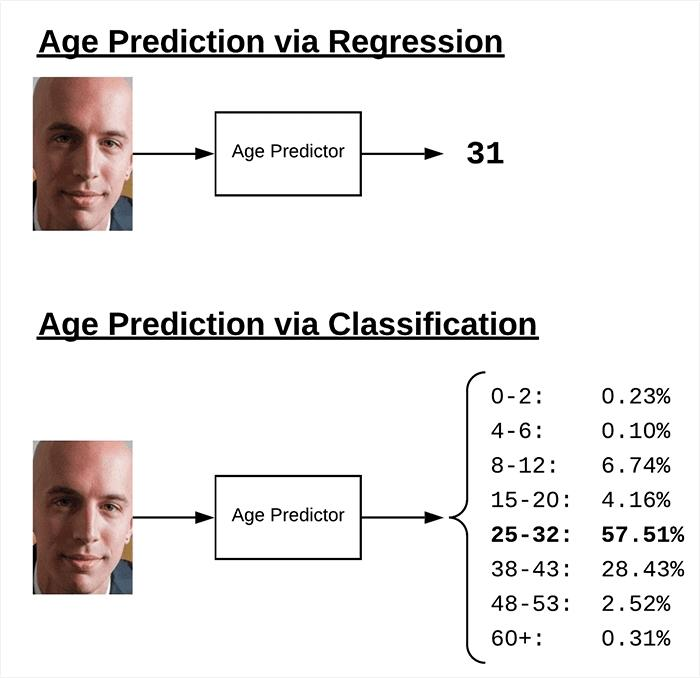 Age Prediction via Regression
Age Predictor
31
Age Prediction via Classification
Age Predictor
0-2: 0.23%
4-6: 0.10%
8-12: 6.74%
15-20: 4.16%
25-32: 57.51%
38-43: 28.43%
48-53: 2.52%
60+: 0.31%